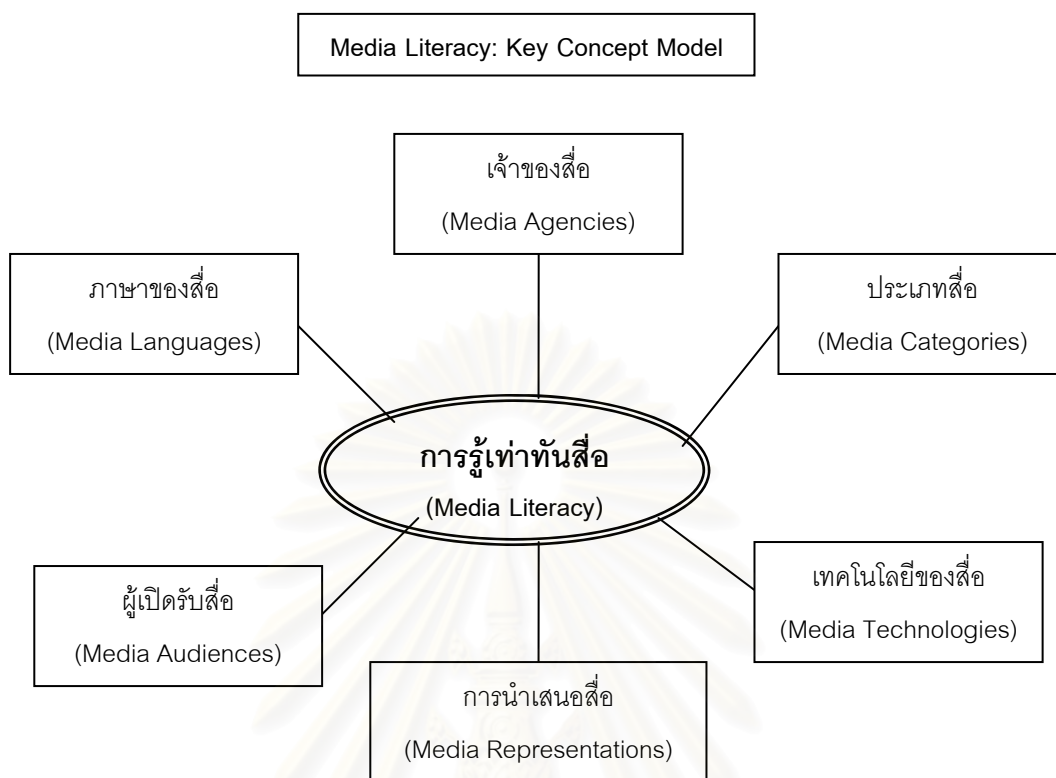 Media Literacy: Key Concept Model
เจ้าของสื่อ
(Media Agencies)
ภาษาของสื่อ
(Media Languages)
ประเภทสื่อ
(Media Categories)
การรู้เท่าทันสื่อ
(Media Literacy)
ผู้เปิดรับสื่อ
(Media Audiences)
เทคโนโลยีของสื่อ
(Media Technologies)
การนำเสนอสื่อ
(Media Representations)